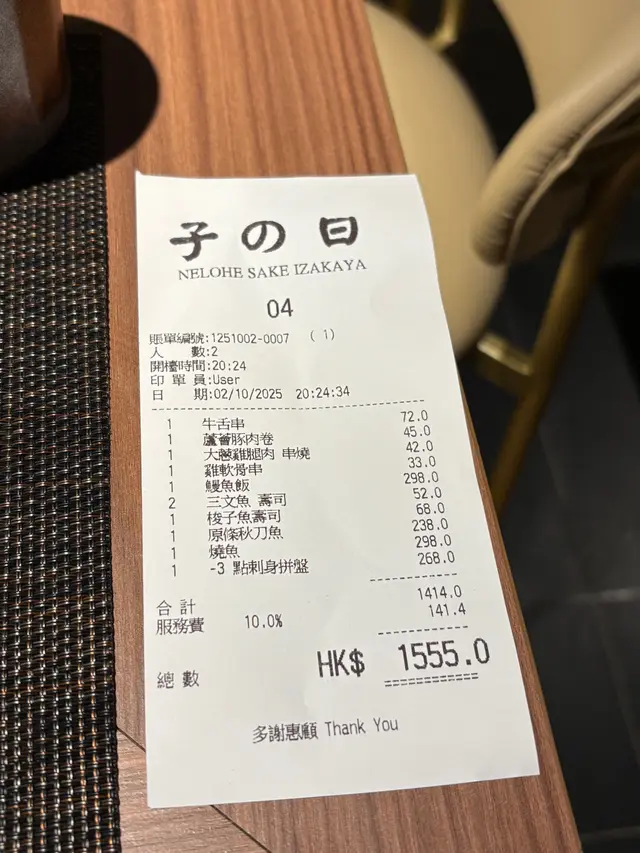 子の日
NELOHE SAKE IZAKAYA
04
賬單編號:1251002-0007 ( 1)
人 數:2
開檯時間:20:24
印 單 員:User
日 期:02/10/2025 20:24:34
1 牛舌串 72.0
1 蘆薈豚肉卷 45.0
1 大蔥雞腿肉 串燒 42.0
1 雞軟骨串 33.0
1 鰻魚飯 298.0
2 三文魚 壽司 52.0
1 梭子魚壽司 68.0
1 原條秋刀魚 238.0
1 燒魚 298.0
1 -3 點刺身拼盤 268.0
合 計 1414.0
服務費 10.0% 141.4
總 數 HK$ 1555.0
多謝惠顧 Thank You